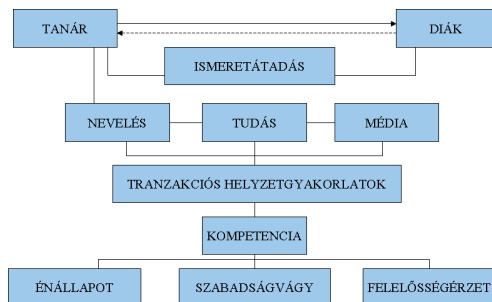 TANÁR
DIÁK
ISMERETÁTADÁS
NEVELÉS
TUDÁS
MÉDIA
TRANZAKCIÓS HELYZETGYAKORLATOK
KOMPETENCIA
ÉNÁLLAPOT
SZABADSÁGVÁGY
FELELŐSSÉGÉRZET